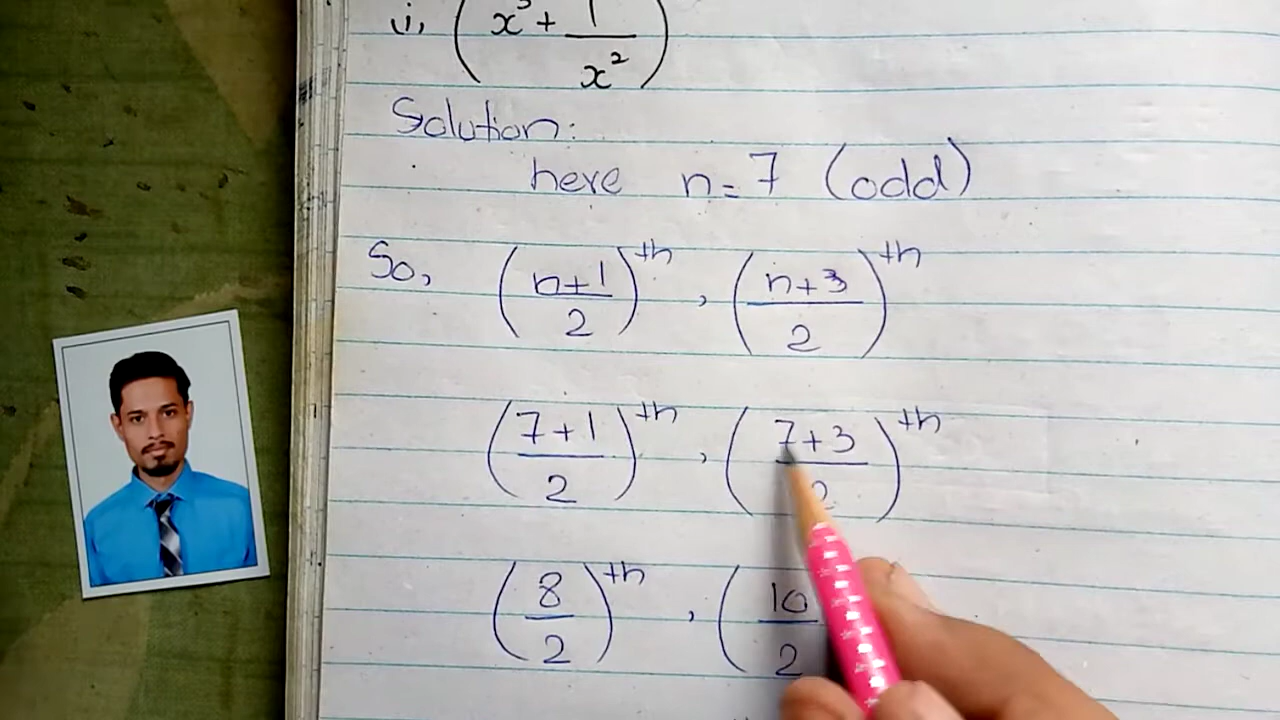 i, (x³ + 1/x²)
Solution:
here n=7 (odd)
So, (n+1/2)th , (n+3/2)th
(7+1/2)th , (7+3/2)th
(8/2)th , (10/2